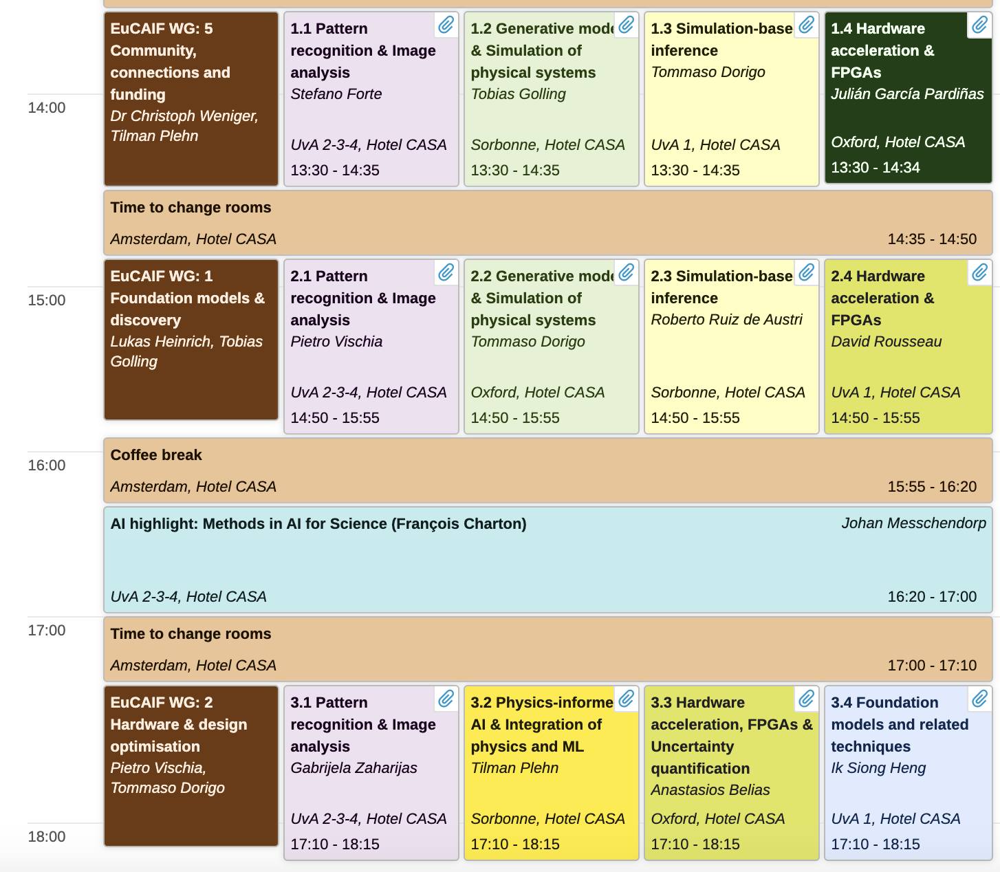 EuCAIF WG: 5
Community,
connections and
funding
Dr Christoph Weniger,
Tilman Plehn
1.1 Pattern
recognition & Image
analysis
Stefano Forte
UvA 2-3-4, Hotel CASA
13:30 - 14:35
1.2 Generative mode
& Simulation of
physical systems
Tobias Golling
Sorbonne, Hotel CASA
13:30 - 14:35
1.3 Simulation-base
inference
Tommaso Dorigo
UvA 1, Hotel CASA
13:30 - 14:35
1.4 Hardware
acceleration &
FPGAs
Julián García Pardiñas
Oxford, Hotel CASA
13:30 - 14:34
14:00
Time to change rooms
Amsterdam, Hotel CASA
14:35 - 14:50
EuCAIF WG: 1
Foundation models &
discovery
Lukas Heinrich, Tobias
Golling
2.1 Pattern
recognition & Image
analysis
Pietro Vischia
UvA 2-3-4, Hotel CASA
14:50 - 15:55
2.2 Generative mode
& Simulation of
physical systems
Tommaso Dorigo
Oxford, Hotel CASA
14:50 - 15:55
2.3 Simulation-base
inference
Roberto Ruiz de Austri
Sorbonne, Hotel CASA
14:50 - 15:55
2.4 Hardware
acceleration &
FPGAs
David Rousseau
UvA 1, Hotel CASA
14:50 - 15:55
15:00
Coffee break
Amsterdam, Hotel CASA
15:55 - 16:20
16:00
AI highlight: Methods in AI for Science (François Charton)
Johan Messchendorp
UvA 2-3-4, Hotel CASA
16:20 - 17:00
17:00
Time to change rooms
Amsterdam, Hotel CASA
17:00 - 17:10
EuCAIF WG: 2
Hardware & design
optimisation
Pietro Vischia,
Tommaso Dorigo
3.1 Pattern
recognition & Image
analysis
Gabrijela Zaharijas
UvA 2-3-4, Hotel CASA
17:10 - 18:15
3.2 Physics-informe
AI & Integration of
physics and ML
Tilman Plehn
Sorbonne, Hotel CASA
17:10 - 18:15
3.3 Hardware
acceleration, FPGAs &
Uncertainty
quantification
Anastasios Belias
Oxford, Hotel CASA
17:10 - 18:15
3.4 Foundation
models and related
techniques
Ik Siong Heng
UvA 1, Hotel CASA
17:10 - 18:15
18:00